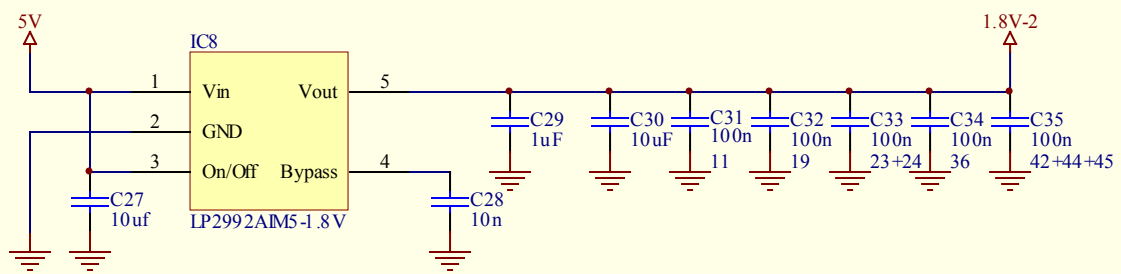 5V
1.8V-2
IC8
1
Vin
Vout
5
2
GND
3
On/Off
Bypass
4
LP2992AIM5-1.8V
C27
10uf
C28
10n
C29
1uF
C30
10uF
C31
100n
11
C32
100n
19
C33
100n
23+24
C34
100n
36
C35
100n
42+44+45